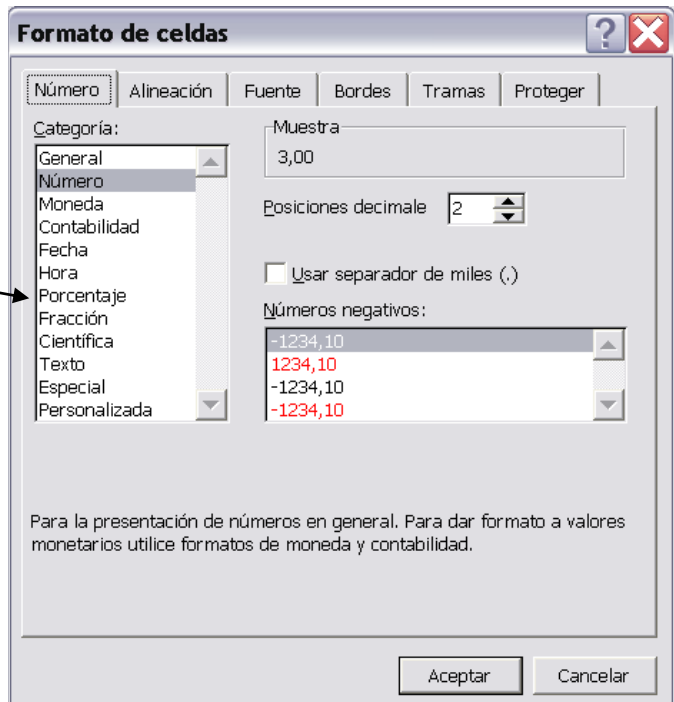 Formato de celdas
Número Alineación Fuente Bordes Tramas Proteger
Categoría:
General
Número
Moneda
Contabilidad
Fecha
Hora
Porcentaje
Fracción
Científica
Texto
Especial
Personalizada
Muestra
3,00
Posiciones decimale 2
Usar separador de miles (.)
Números negativos:
-1234,10
1234,10
-1234,10
-1234,10
Para la presentación de números en general. Para dar formato a valores
monetarios utilice formatos de moneda y contabilidad.
Aceptar Cancelar